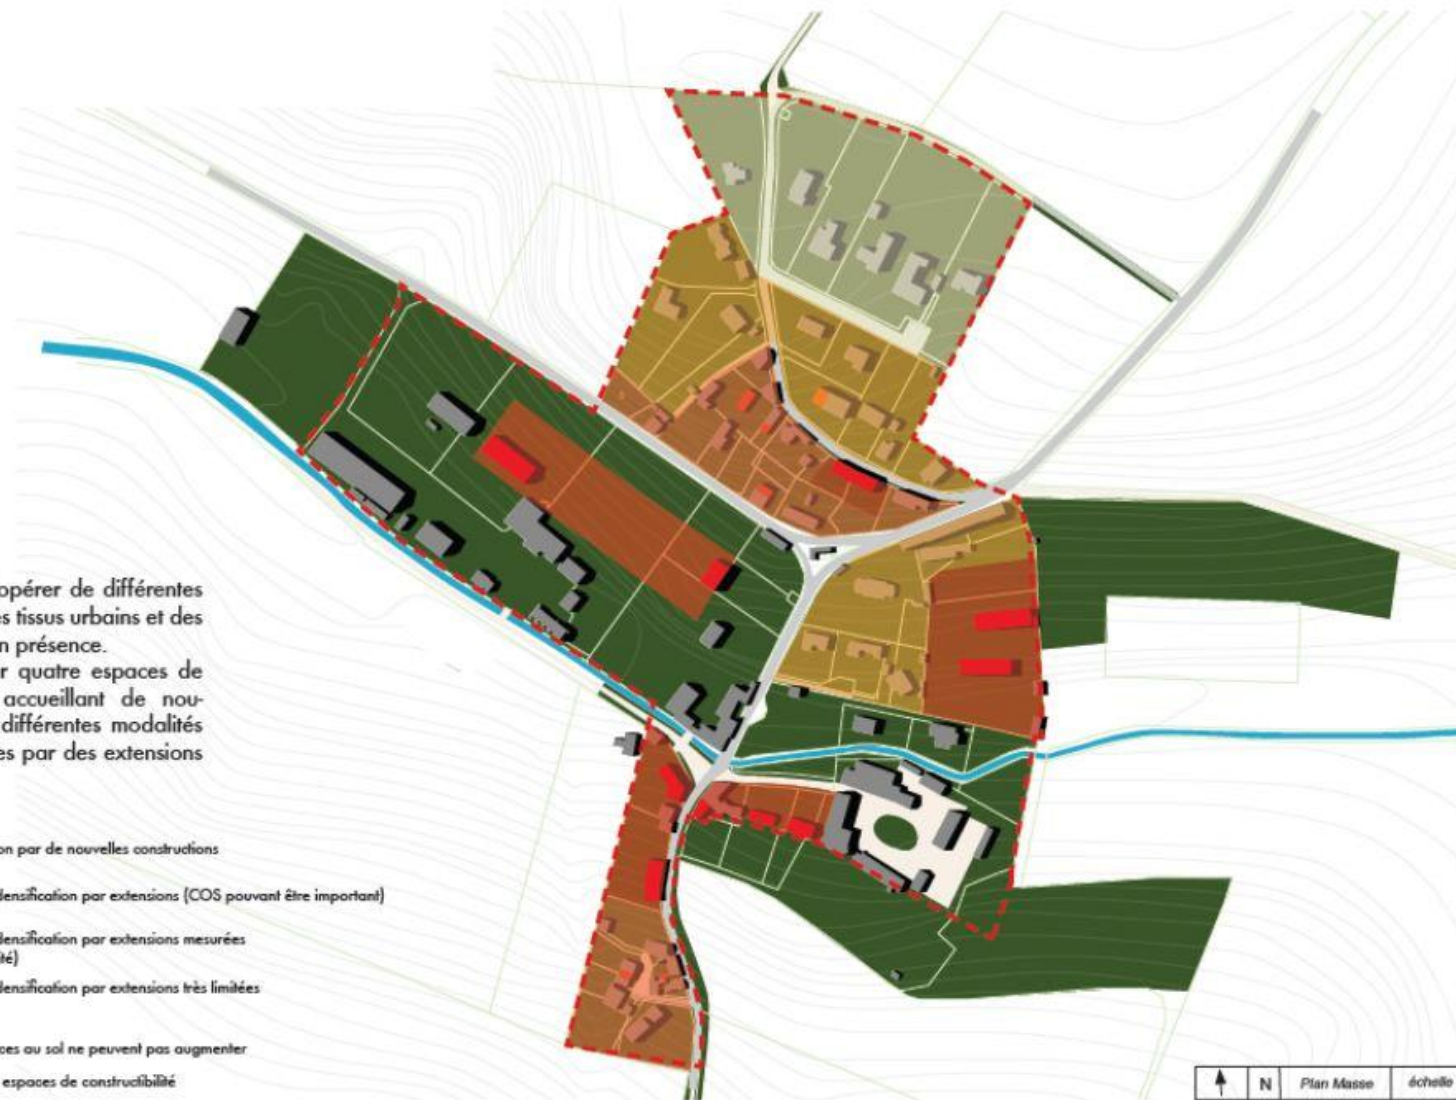 opérer de différentes
es tissus urbains et des
n présence.
r quatre espaces de
accueillant de nou-
différentes modalités
es par des extensions
on par de nouvelles constructions
densification par extensions (COS pouvant être important)
densification par extensions mesurées
ité)
densification par extensions très limitées
ces au sol ne peuvent pas augmenter
espaces de constructibilité
N Plan Masse échelle